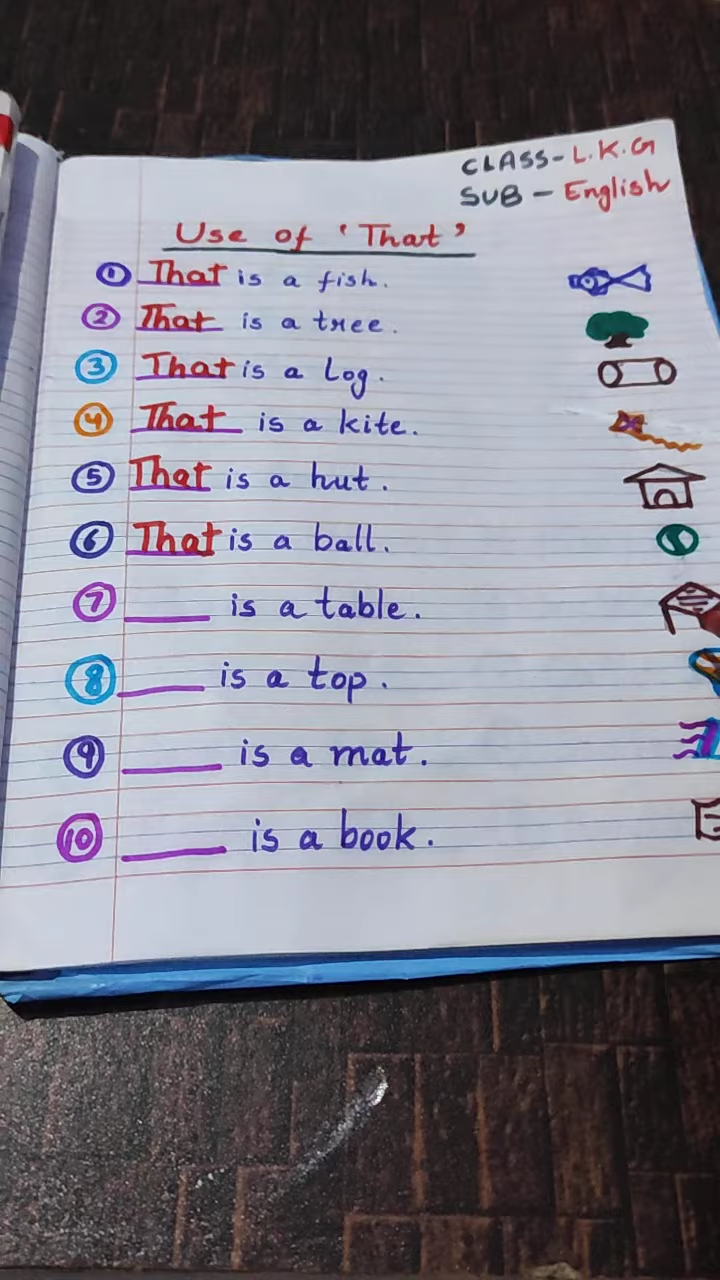 CLASS- L.K.G
SUB - English
Use of 'That'
1 That is a fish.
2 That is a tree.
3 That is a Log.
4 That is a kite.
5 That is a hut.
6 That is a ball.
7 ____ is a table.
8 ____ is a top.
9 ____ is a mat.
10 ____ is a book.